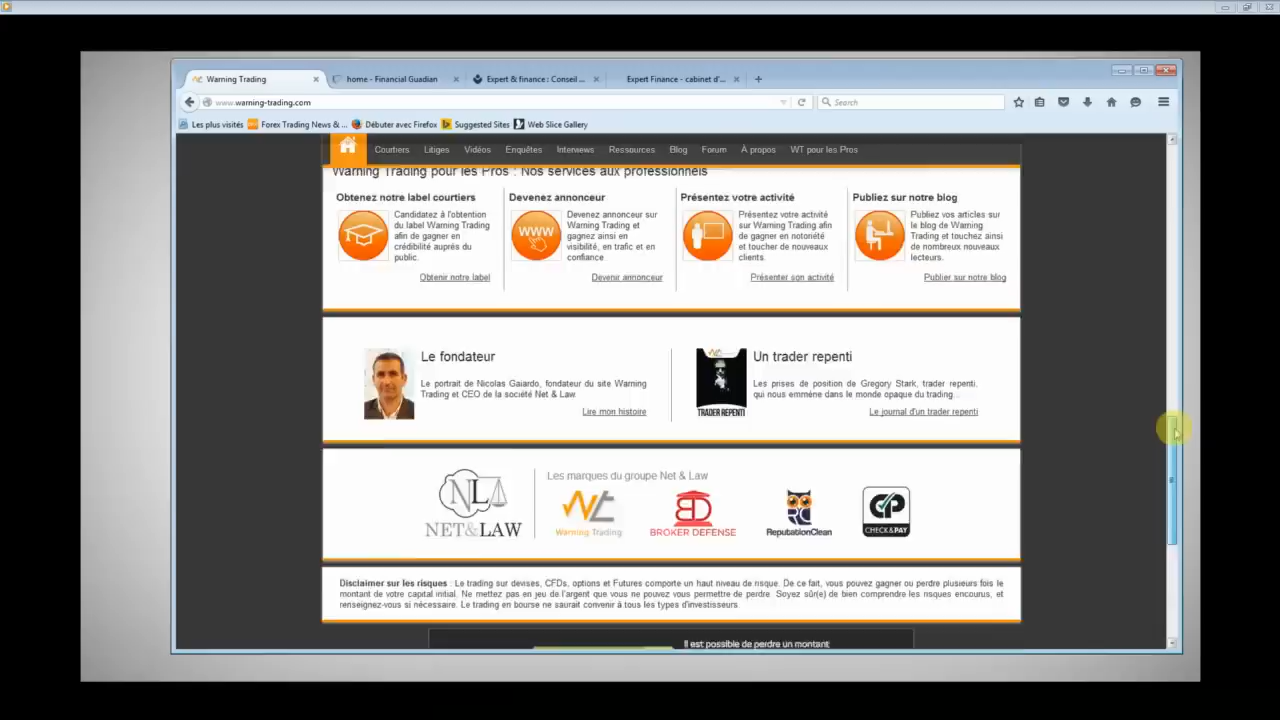 Warning Trading
home - Financial Guadian
Expert & finance : Conseil ...
Expert Finance - cabinet d'...
www.warning-trading.com
Search
Les plus visités
Forex Trading News & ...
Débuter avec Firefox
Suggested Sites
Web Slice Gallery
Courtiers
Litiges
Vidéos
Enquêtes
Interviews
Ressources
Blog
Forum
À propos
WT pour les Pros
Warning Trading pour les Pros : Nos services aux professionnels
Obtenez notre label courtiers
Candidatez à l'obtention
du label Warning Trading
afin de gagner en
crédibilité auprès du
public.
Obtenir notre label
Devenez annonceur
WWW
Devenez annonceur sur
Warning Trading et
gagnez ainsi en
visibilité, en trafic et en
confiance
Devenir annonceur
Présentez votre activité
Présentez votre activité
sur Warning Trading afin
de gagner en notoriété
et toucher de nouveaux
clients.
Présenter son activité
Publiez sur notre blog
Publiez vos articles sur
le blog de Warning
Trading et touchez ainsi
de nombreux nouveaux
lecteurs.
Publier sur notre blog
Le fondateur
Le portrait de Nicolas Gaiardo, fondateur du site Warning
Trading et CEO de la société Net & Law.
Lire mon histoire
TRADER REPENTI
Un trader repenti
Les prises de position de Gregory Stark, trader repenti,
qui nous emmène dans le monde opaque du trading...
Le journal d'un trader repenti
NL
NET&LAW
Les marques du groupe Net & Law
Warning Trading
BD
BROKER DEFENSE
ReputationClean
CP
CHECK&PAY
Disclaimer sur les risques : Le trading sur devises, CFDs, options et Futures comporte un haut niveau de risque. De ce fait, vous pouvez gagner ou perdre plusieurs fois le
montant de votre capital initial. Ne mettez pas en jeu de l'argent que vous ne pouvez vous permettre de perdre. Soyez sûr(e) de bien comprendre les risques encourus, et
renseignez-vous si nécessaire. Le trading en bourse ne saurait convenir à tous les types d'investisseurs.
Il est possible de perdre un montant